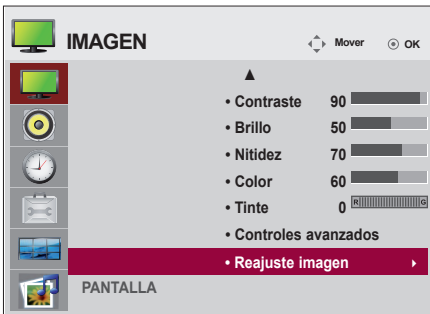 IMAGEN Mover OK
• Contraste 90
• Brillo 50
• Nitidez 70
• Color 60
• Tinte 0 R G
• Controles avanzados
• Reajuste imagen
PANTALLA